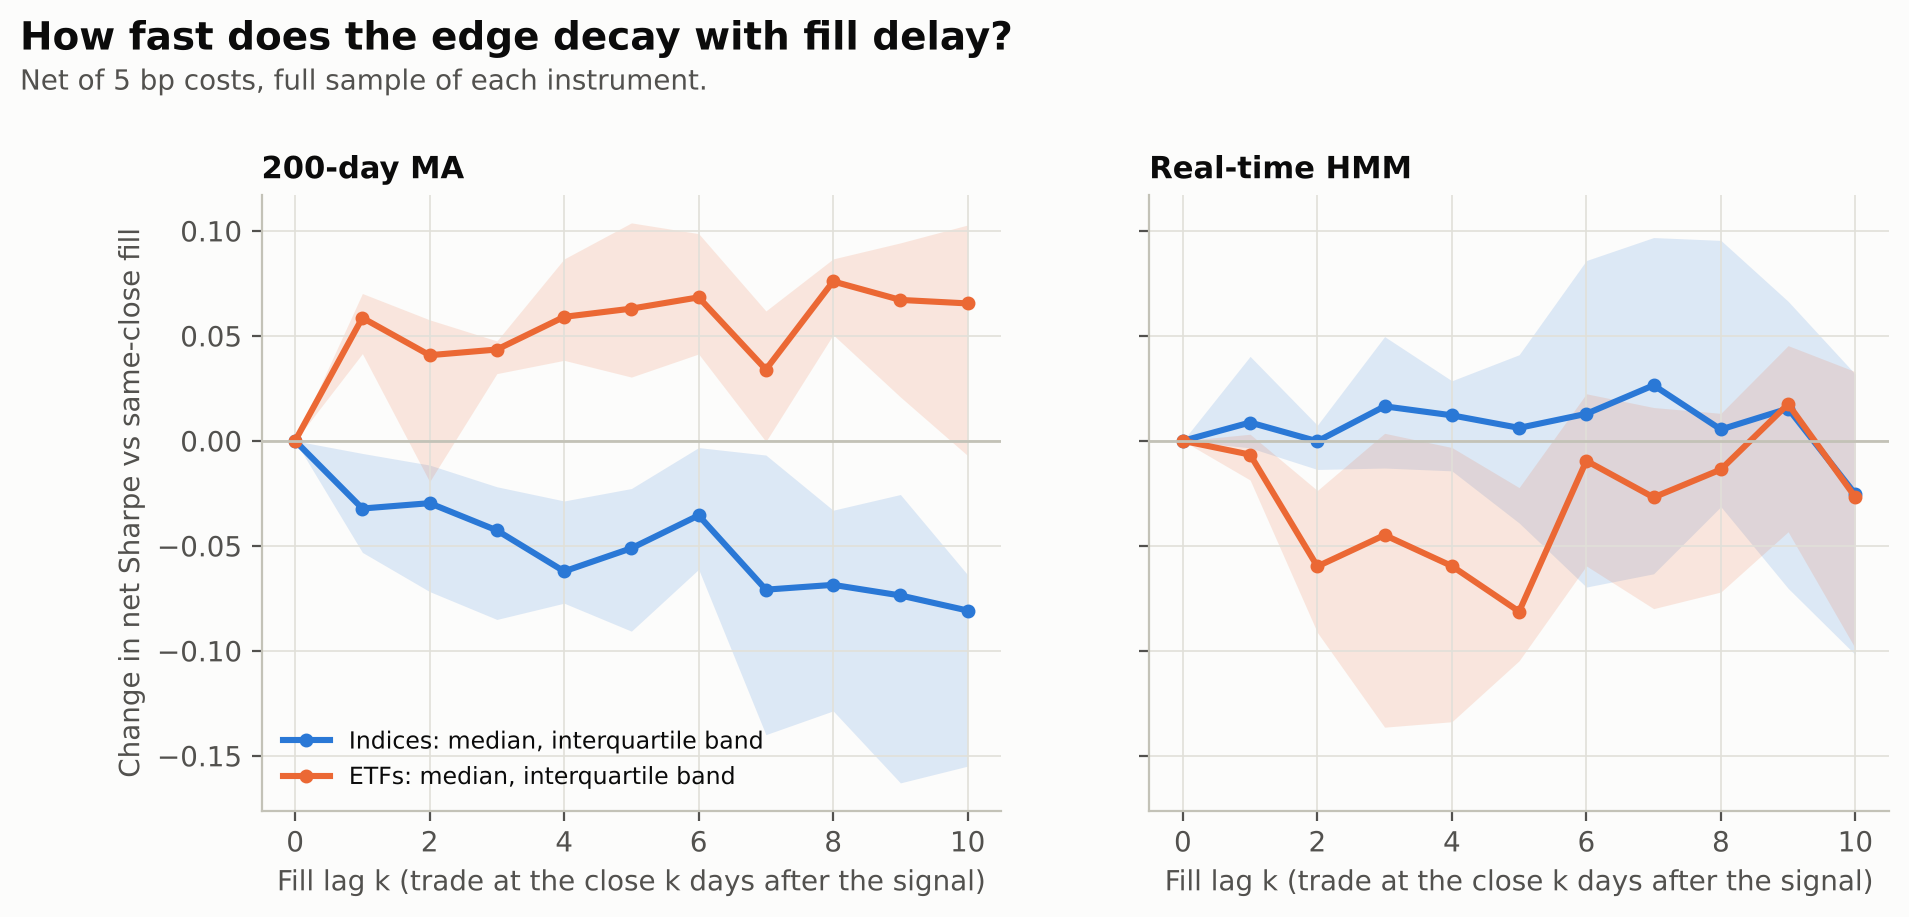 How fast does the edge decay with fill delay?
Net of 5 bp costs, full sample of each instrument.
200-day MA
Change in net Sharpe vs same-close fill
0.10
0.05
0.00
−0.05
−0.10
−0.15
Indices: median, interquartile band
ETFs: median, interquartile band
0 2 4 6 8 10
Fill lag k (trade at the close k days after the signal)
Real-time HMM
0 2 4 6 8 10
Fill lag k (trade at the close k days after the signal)